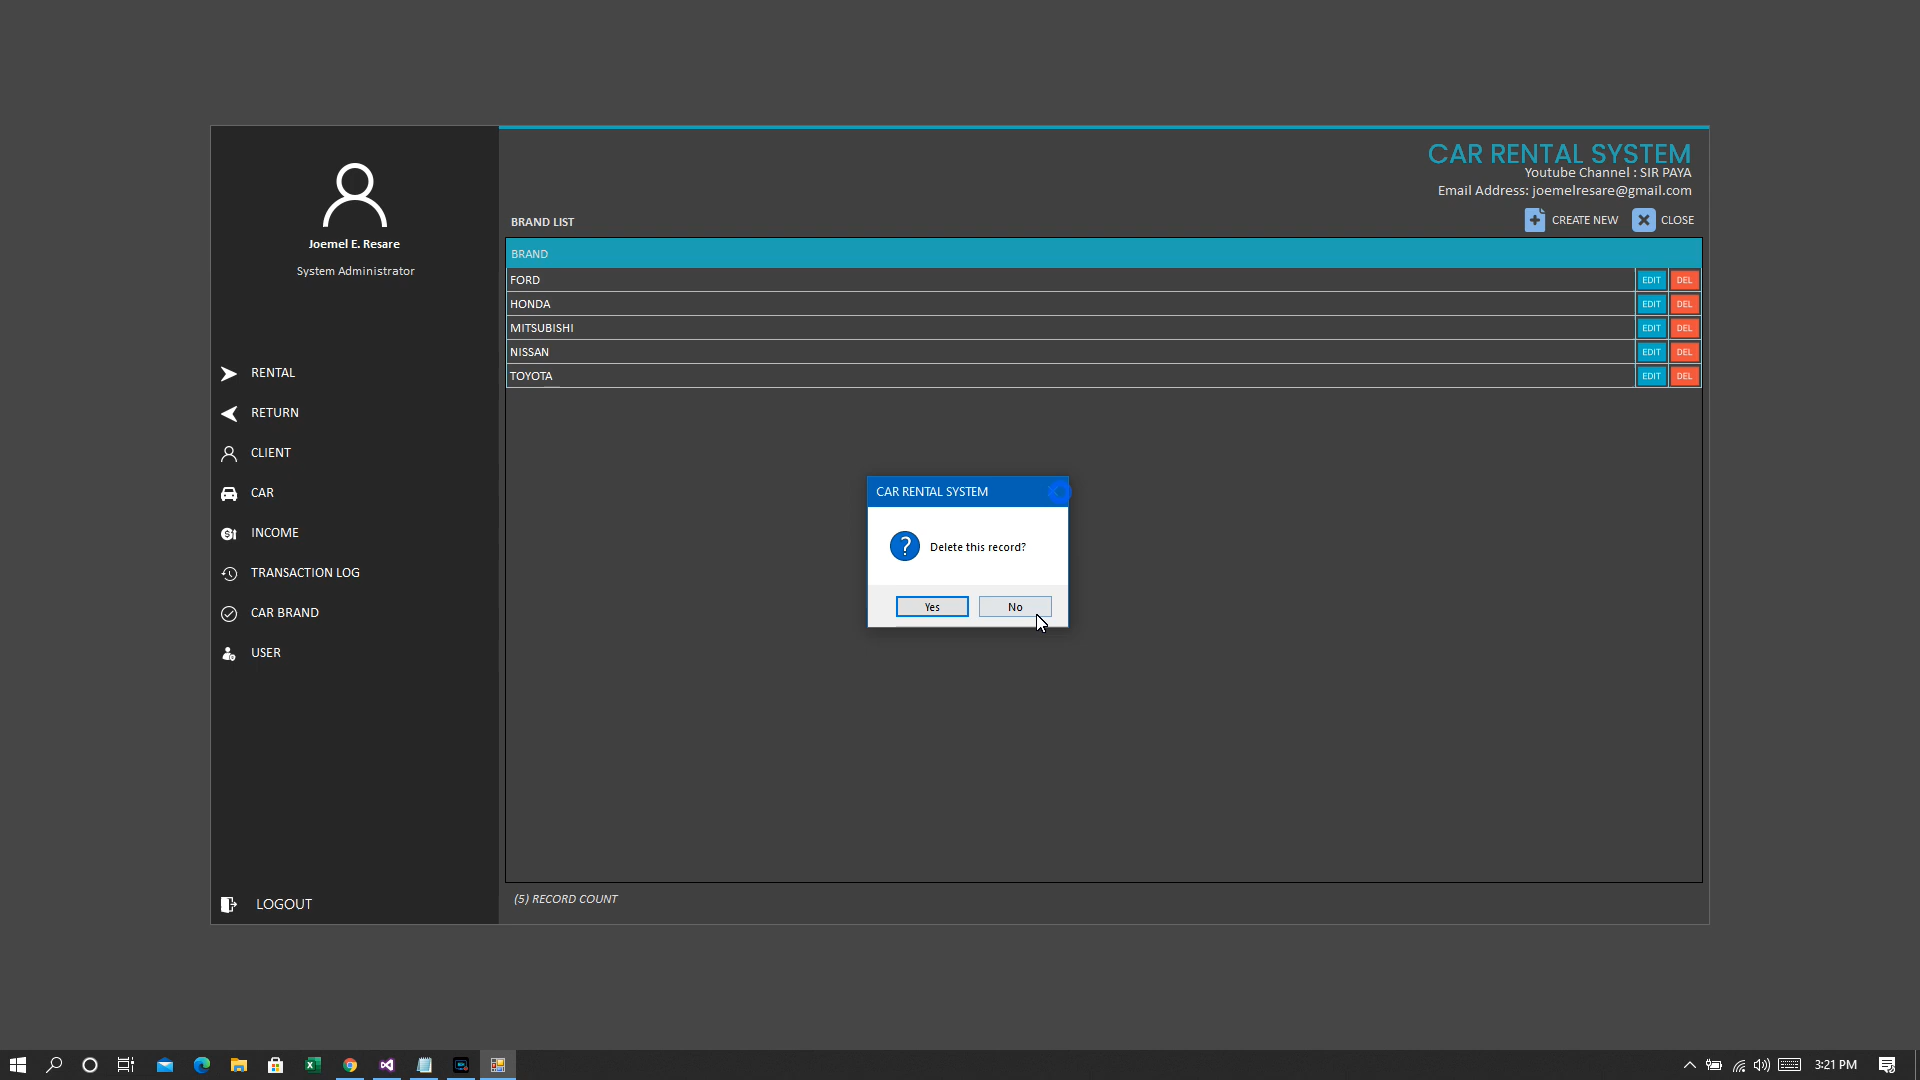 CAR RENTAL SYSTEM
Youtube Channel : SIR PAYA
Email Address: joemelresare@gmail.com
Joemel E. Resare
System Administrator
RENTAL
RETURN
CLIENT
CAR
INCOME
TRANSACTION LOG
CAR BRAND
USER
LOGOUT
BRAND LIST
CREATE NEW
CLOSE
BRAND
FORD EDIT DEL
HONDA EDIT DEL
MITSUBISHI EDIT DEL
NISSAN EDIT DEL
TOYOTA EDIT DEL
CAR RENTAL SYSTEM
Delete this record?
Yes No
(5) RECORD COUNT
3:21 PM